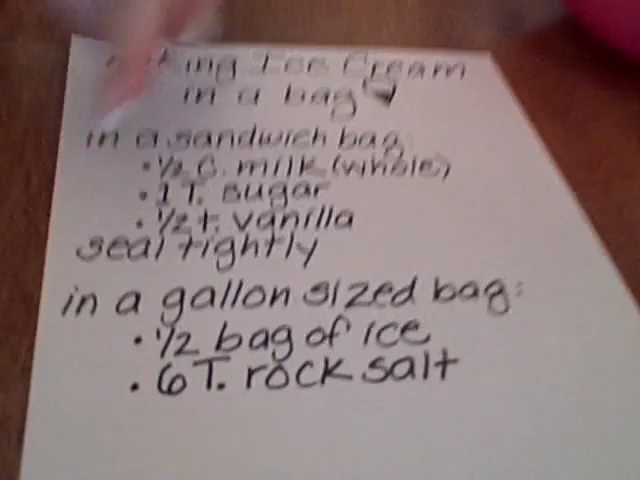 making Ice Cream
in a bag
in a sandwich bag
• 1/2 C. milk (whole)
• 1 T. sugar
• 1/2 t. vanilla
seal tightly
in a gallon sized bag:
• 1/2 bag of ice
• 6 T. rock salt